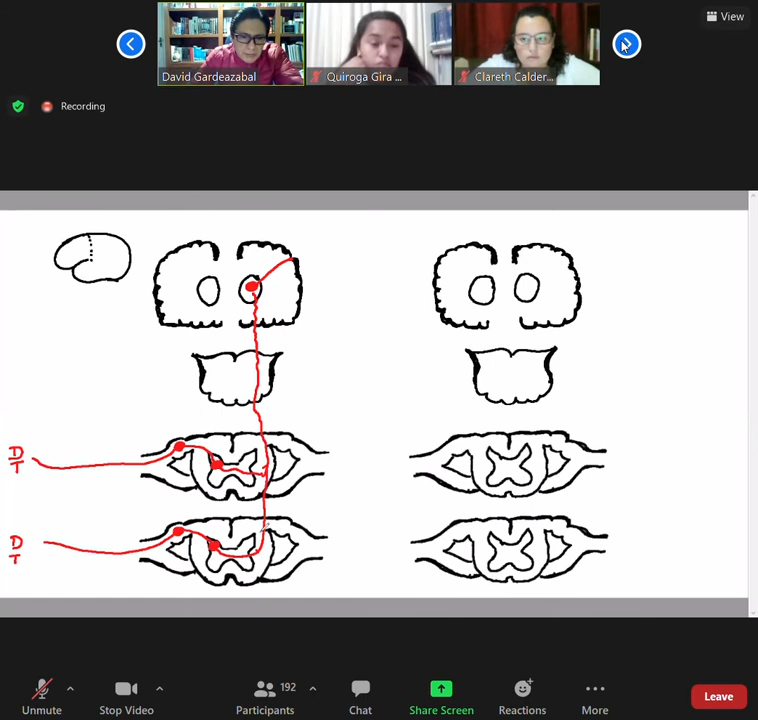 View
David Gardeazabal
Quiroga Gira ...
Clareth Calder...
Recording
D
T
D
T
192
Unmute
Stop Video
Participants
Chat
Share Screen
Reactions
More
Leave